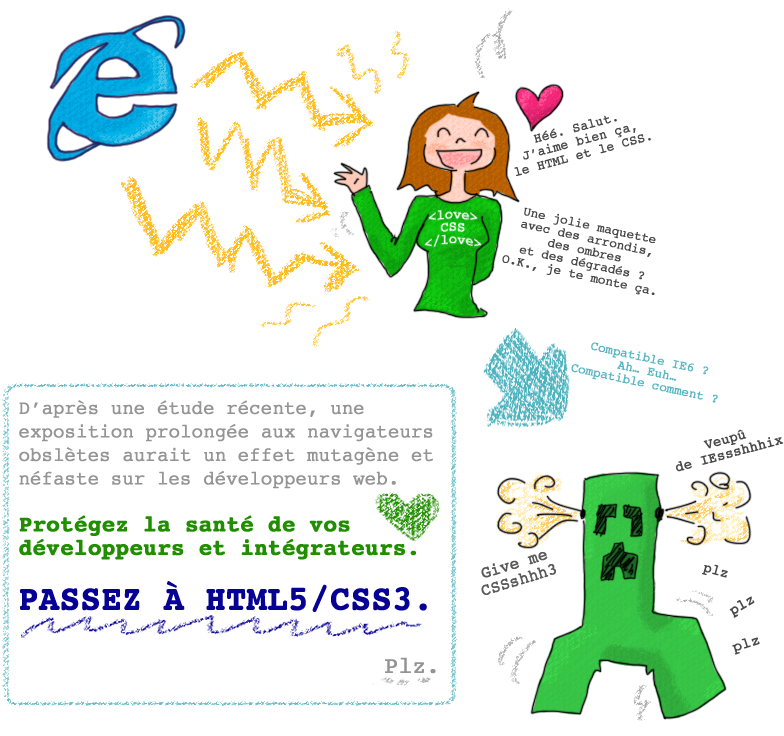 Héé. Salut.
J'aime bien ça,
le HTML et le CSS.
<love>
CSS
</love>
Une jolie maquette
avec des arrondis,
des ombres
et des dégradés ?
O.K., je te monte ça.
Compatible IE6 ?
Ah… Euh…
Compatible comment ?
D'après une étude récente, une
exposition prolongée aux navigateurs
obslètes aurait un effet mutagène et
néfaste sur les développeurs web.
Protégez la santé de vos
développeurs et intégrateurs.
PASSEZ À HTML5/CSS3.
Plz.
Veupû
de IEssshhhix
Give me
CSSshhh3
plz
plz
plz